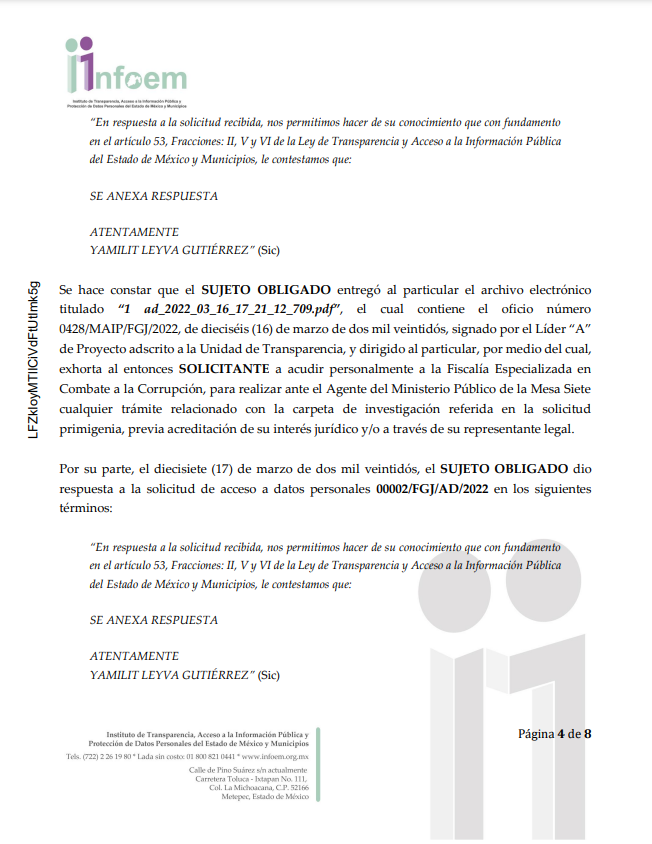 infoem
Instituto de Transparencia, Acceso a la Información Pública y
Protección de Datos Personales del Estado de México y Municipios
“En respuesta a la solicitud recibida, nos permitimos hacer de su conocimiento que con fundamento
en el artículo 53, Fracciones: II, V y VI de la Ley de Transparencia y Acceso a la Información Pública
del Estado de México y Municipios, le contestamos que:
SE ANEXA RESPUESTA
ATENTAMENTE
YAMILIT LEYVA GUTIÉRREZ” (Sic)
Se hace constar que el SUJETO OBLIGADO entregó al particular el archivo electrónico
titulado “1 ad_2022_03_16_17_21_12_709.pdf”, el cual contiene el oficio número
0428/MAIP/FGJ/2022, de dieciséis (16) de marzo de dos mil veintidós, signado por el Líder “A”
de Proyecto adscrito a la Unidad de Transparencia, y dirigido al particular, por medio del cual,
exhorta al entonces SOLICITANTE a acudir personalmente a la Fiscalía Especializada en
Combate a la Corrupción, para realizar ante el Agente del Ministerio Público de la Mesa Siete
cualquier trámite relacionado con la carpeta de investigación referida en la solicitud
primigenia, previa acreditación de su interés jurídico y/o a través de su representante legal.
Por su parte, el diecisiete (17) de marzo de dos mil veintidós, el SUJETO OBLIGADO dio
respuesta a la solicitud de acceso a datos personales 00002/FGJ/AD/2022 en los siguientes
términos:
“En respuesta a la solicitud recibida, nos permitimos hacer de su conocimiento que con fundamento
en el artículo 53, Fracciones: II, V y VI de la Ley de Transparencia y Acceso a la Información Pública
del Estado de México y Municipios, le contestamos que:
SE ANEXA RESPUESTA
ATENTAMENTE
YAMILIT LEYVA GUTIÉRREZ” (Sic)
Instituto de Transparencia, Acceso a la Información Pública y
Protección de Datos Personales del Estado de México y Municipios
Tels. (722) 2 26 19 80 * Lada sin costo: 01 800 821 0441 * www.infoem.org.mx
Calle de Pino Suárez s/n actualmente
Carretera Toluca - Ixtapan No. 111,
Col. La Michoacana, C.P. 52166
Metepec, Estado de México
Página 4 de 8